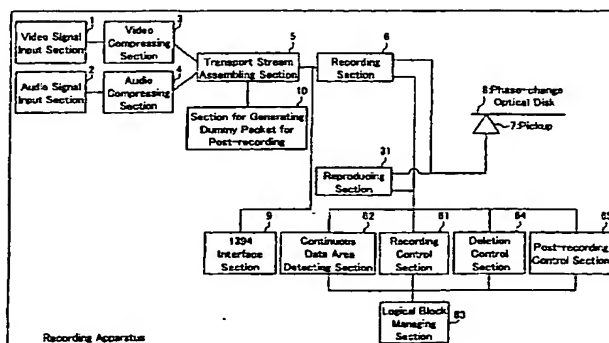 1
Video Signal
Input Section
3
Video
Compressing
Section
5
Transport Stream
Assembling Section
6
Recording
Section
2
Audio Signal
Input Section
4
Audio
Compressing
Section
10
Section for Generating
Dummy Packet for
Post-recording
8:Phase-change
Optical Disk
7:Pickup
31
Reproducing
Section
9
1394
Interface
Section
62
Continuous
Data Area
Detecting Section
61
Recording
Control
Section
64
Deletion
Control
Section
65
Post-recording
Control Section
63
Logical Block
Managing
Section
Recording Apparatus